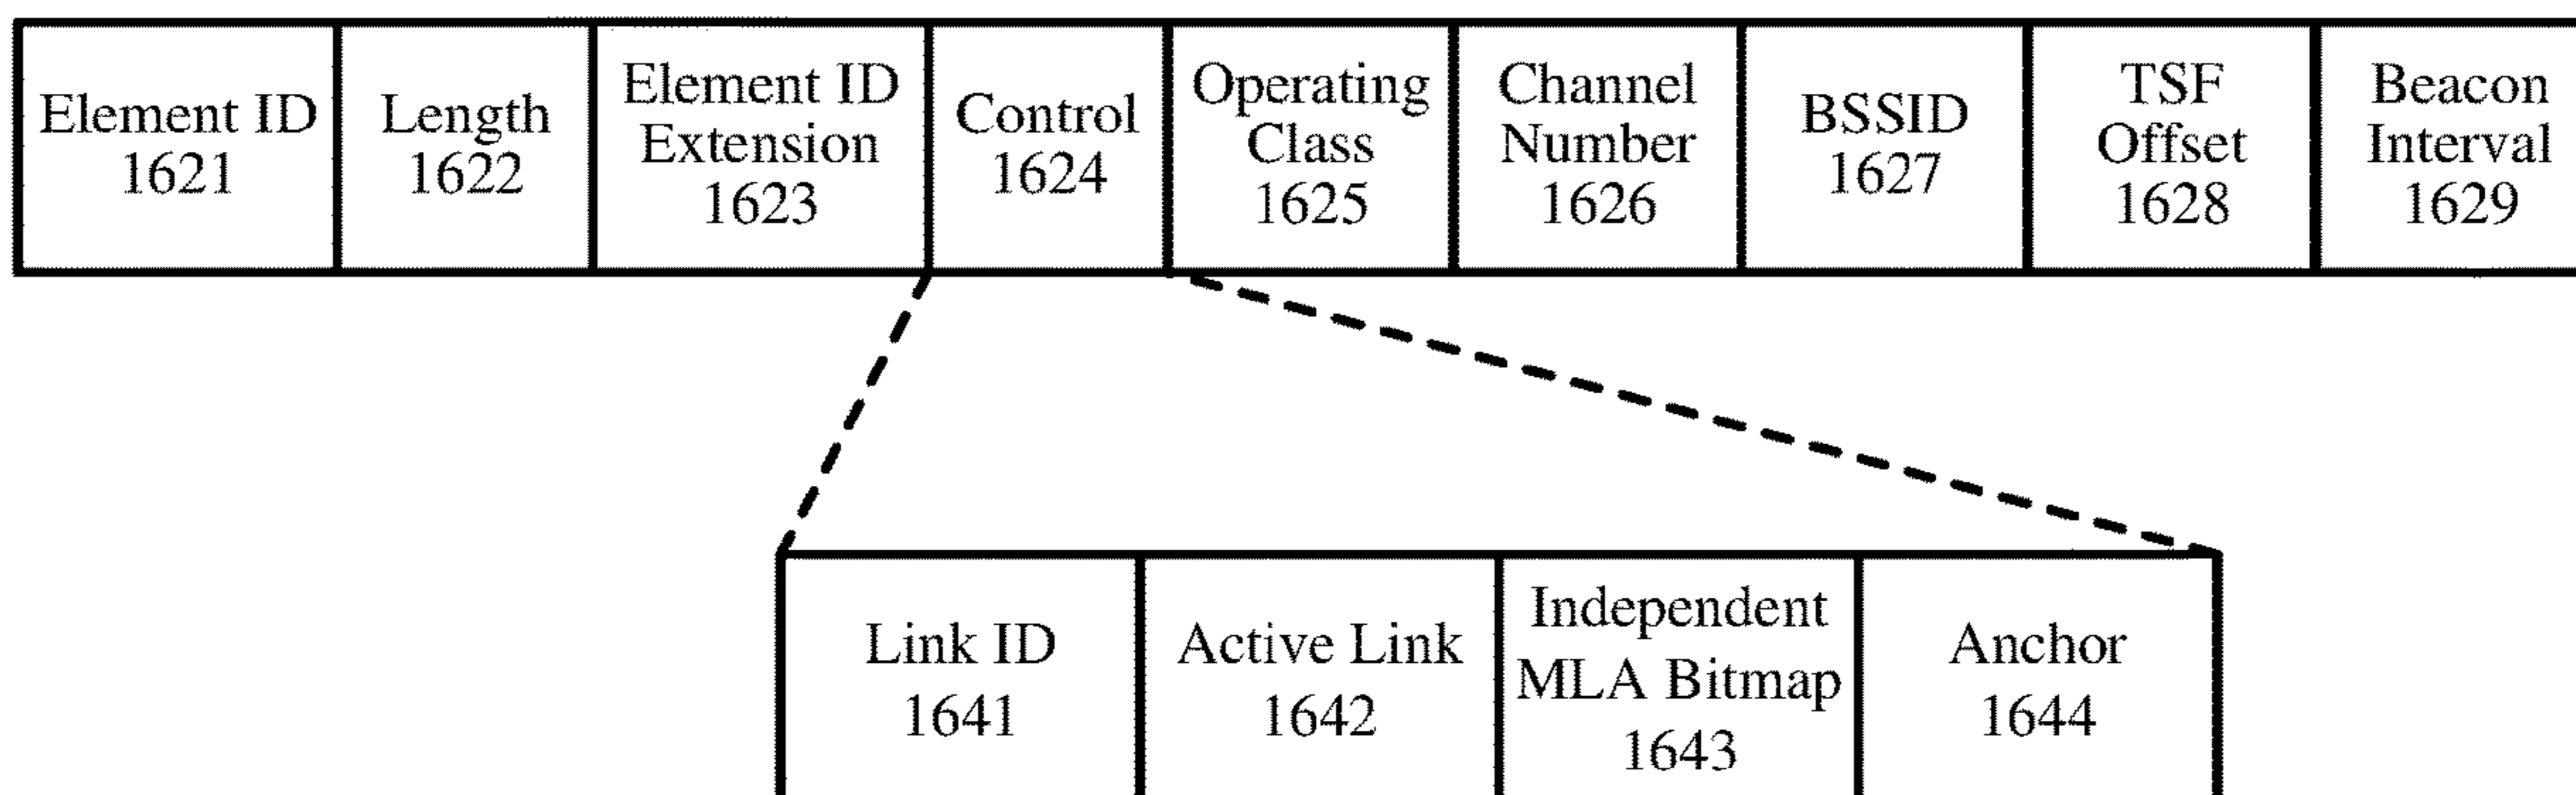 Element ID
1621
Length
1622
Element ID
Extension
1623
Control
1624
Operating
Class
1625
Channel
Number
1626
BSSID
1627
TSF
Offset
1628
Beacon
Interval
1629
Link ID
1641
Active Link
1642
Independent
MLA Bitmap
1643
Anchor
1644